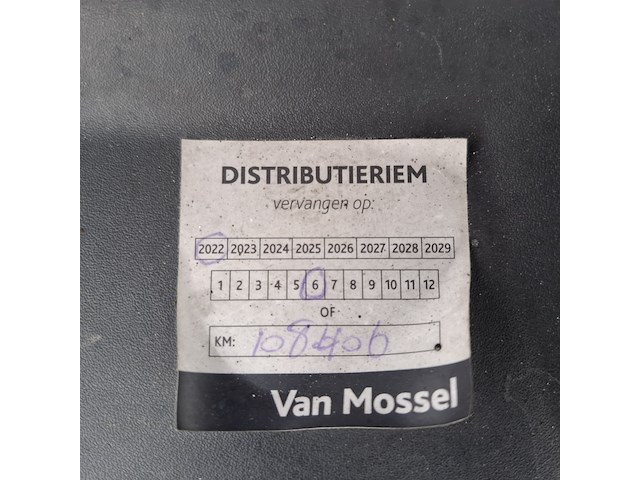 DISTRIBUTIERIEM
vervangen op:
2022 2023 2024 2025 2026 2027 2028 2029
1 2 3 4 5 6 7 8 9 10 11 12
OF
KM: 108406
Van Mossel